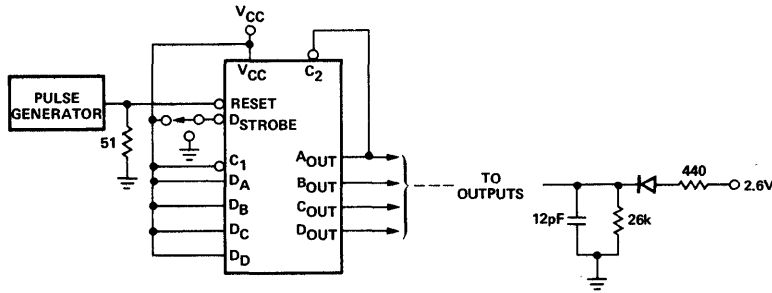 VCC
VCC
C2
PULSE GENERATOR
RESET
DSTROBE
51
C1
AOUT
DA
BOUT
DB
COUT
DC
DOUT
DD
TO OUTPUTS
440
2.6V
12pF
26k